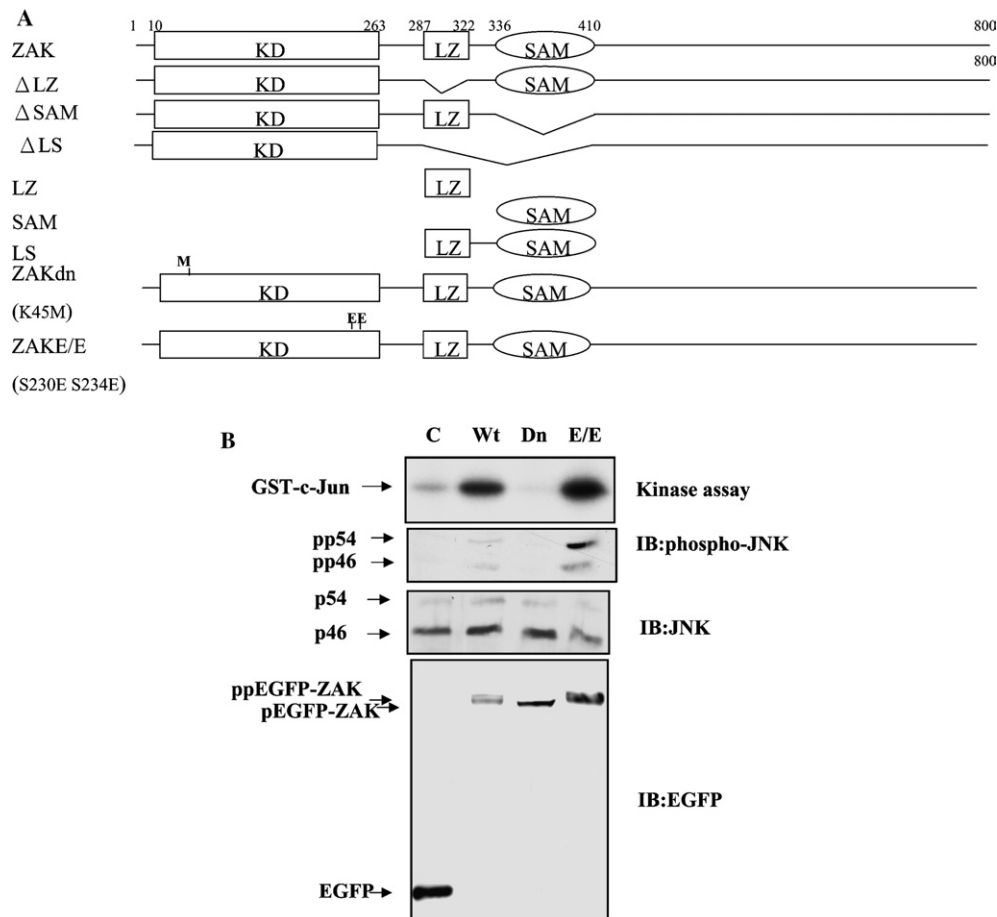 A
1 10 263 287 322 336 410 800
ZAK KD LZ SAM
800
△LZ KD SAM
△SAM KD LZ
△LS KD
LZ LZ
SAM SAM
LS LZ SAM
M
ZAKdn KD LZ SAM
(K45M)
EE
ZAKE/E KD LZ SAM
(S230E S234E)
B
C Wt Dn E/E
GST-c-Jun Kinase assay
pp54 IB:phospho-JNK
pp46
p54
p46 IB:JNK
ppEGFP-ZAK
pEGFP-ZAK
IB:EGFP
EGFP